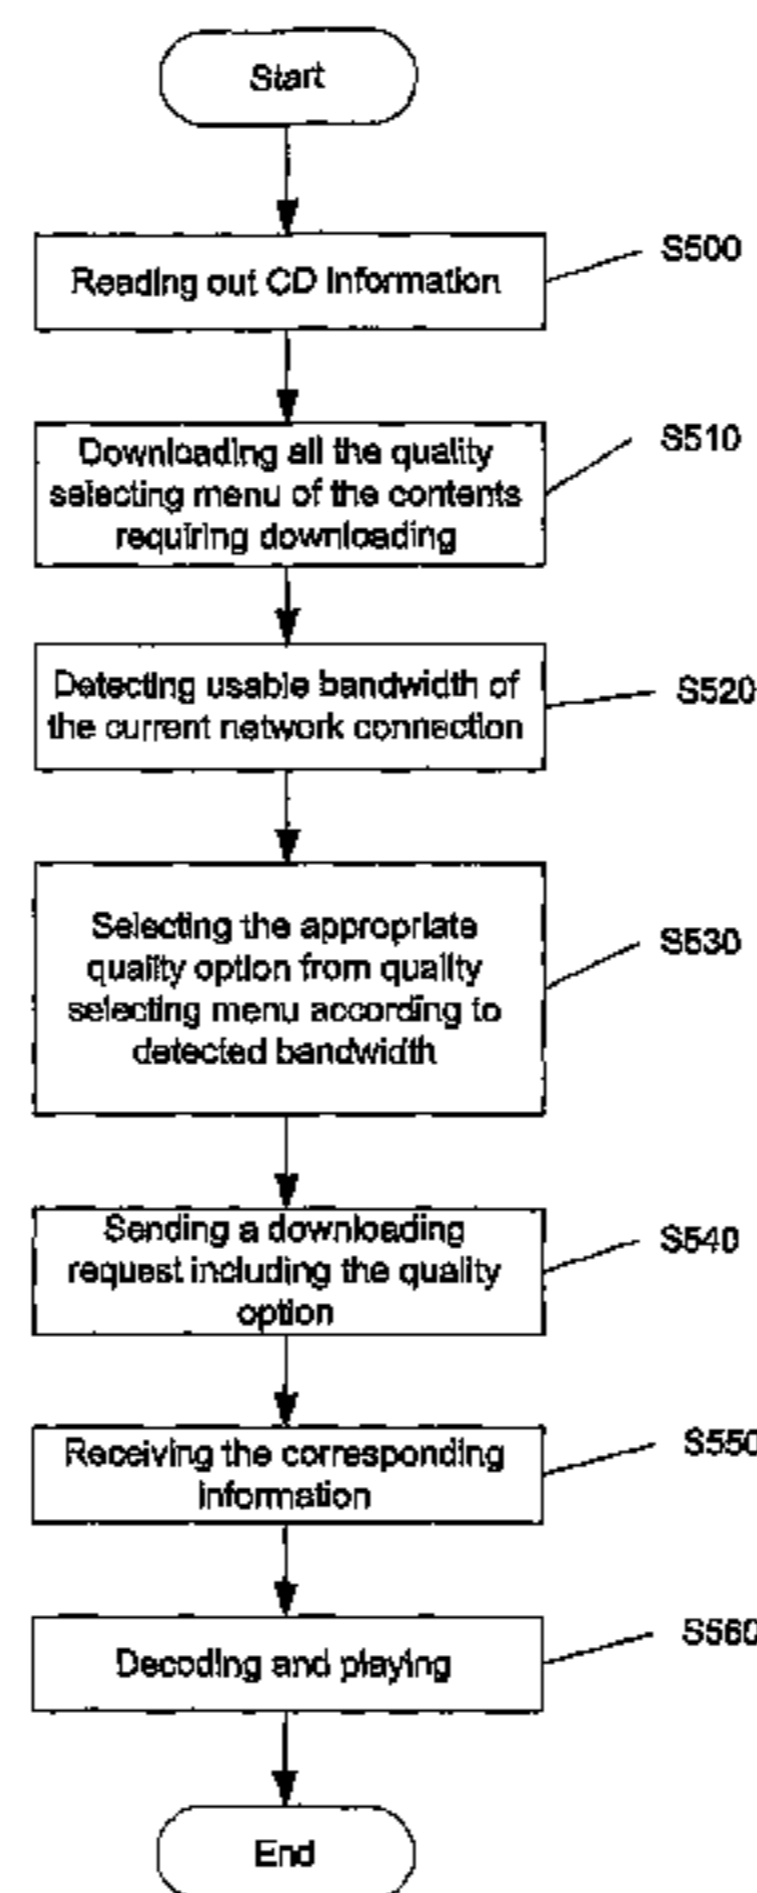 Start
Reading out CD Information
S500
Downloading all the quality
selecting menu of the contents
requiring downloading
S510
Detecting usable bandwidth of
the current network connection
S520
Selecting the appropriate
quality option from quality
selecting menu according to
detected bandwidth
S530
Sending a downloading
request including the quality
option
S540
Receiving the corresponding
information
S550
Decoding and playing
S560
End